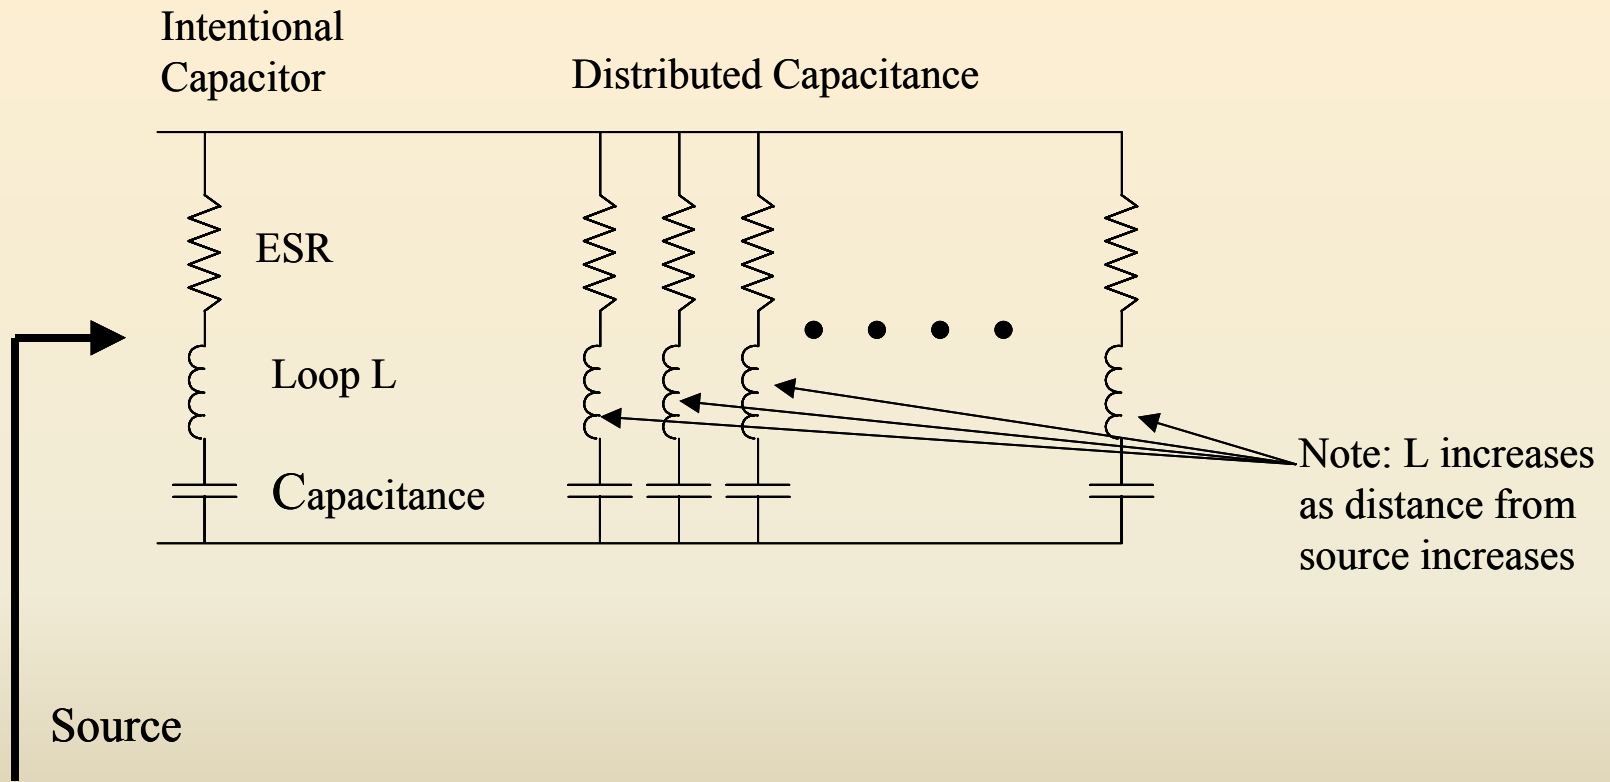 Intentional
Capacitor
Distributed Capacitance
ESR
Loop L
Capacitance
Note: L increases
as distance from
source increases
Source